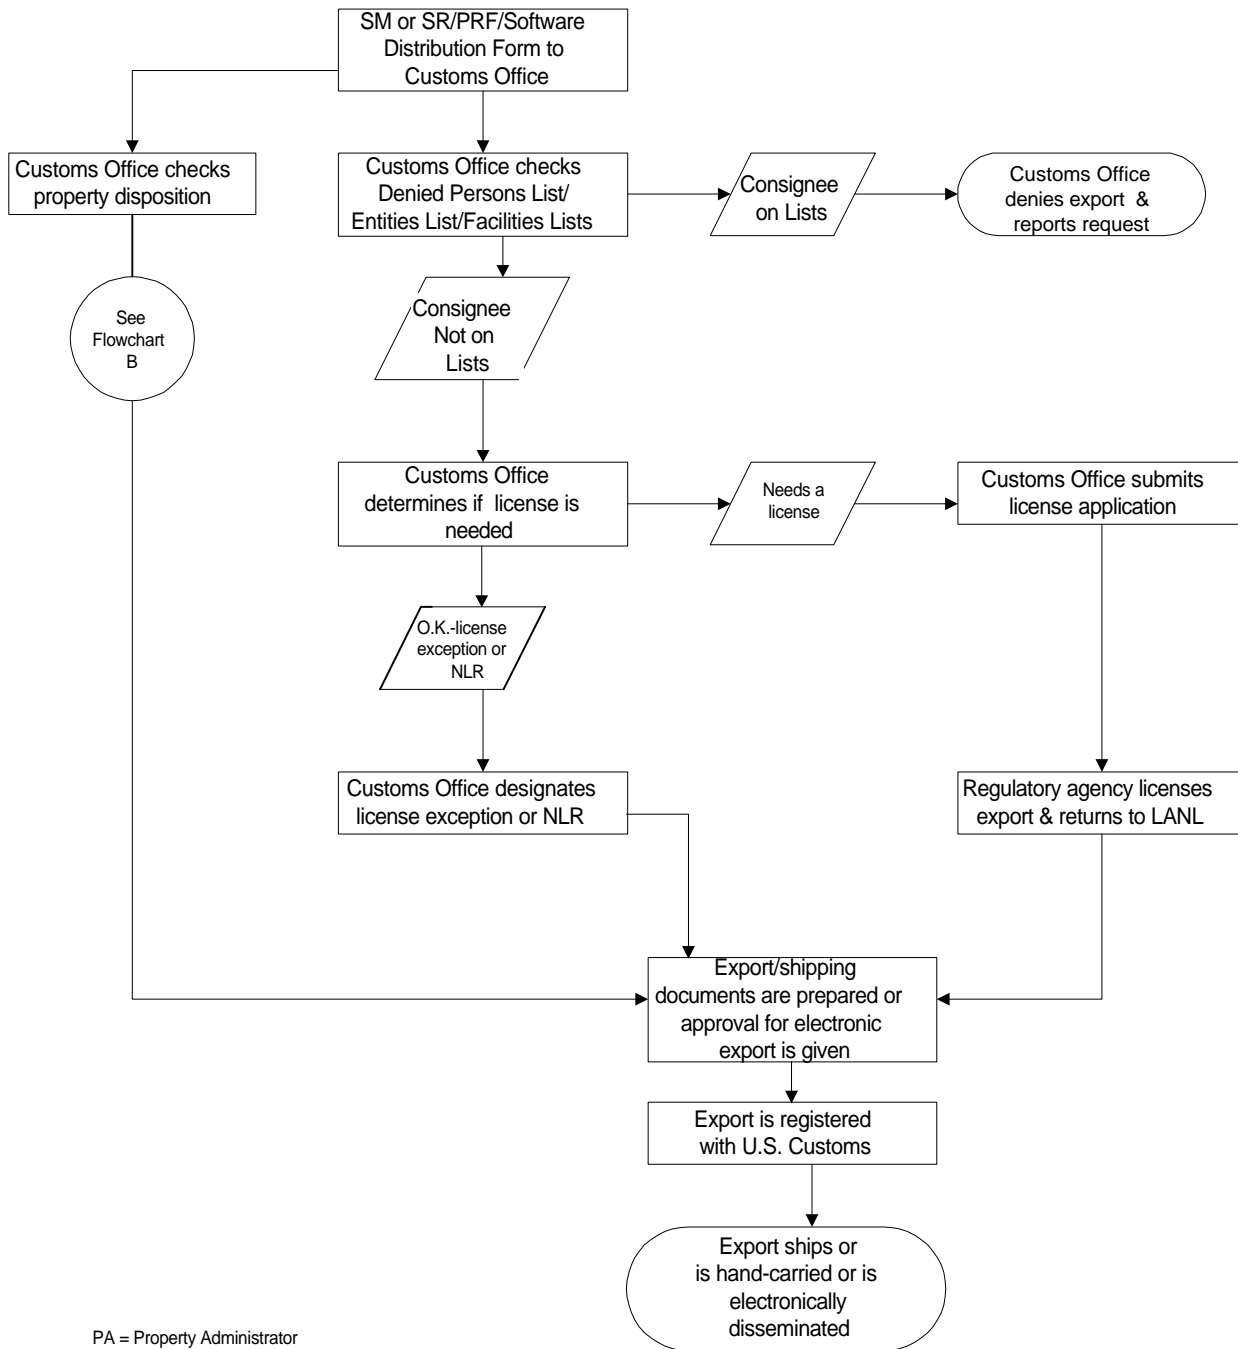 SM or SR/PRF/Software
Distribution Form to
Customs Office
Customs Office checks
property disposition
Customs Office checks
Denied Persons List/
Entities List/Facilities Lists
Consignee
on Lists
Customs Office
denies export &
reports request
See
Flowchart
B
Consignee
Not on
Lists
Customs Office
determines if license is
needed
Needs a
license
Customs Office submits
license application
O.K.-license
exception or
NLR
Customs Office designates
license exception or NLR
Regulatory agency licenses
export & returns to LANL
Export/shipping
documents are prepared or
approval for electronic
export is given
Export is registered
with U.S. Customs
Export ships or
is hand-carried or is
electronically
disseminated
PA = Property Administrator